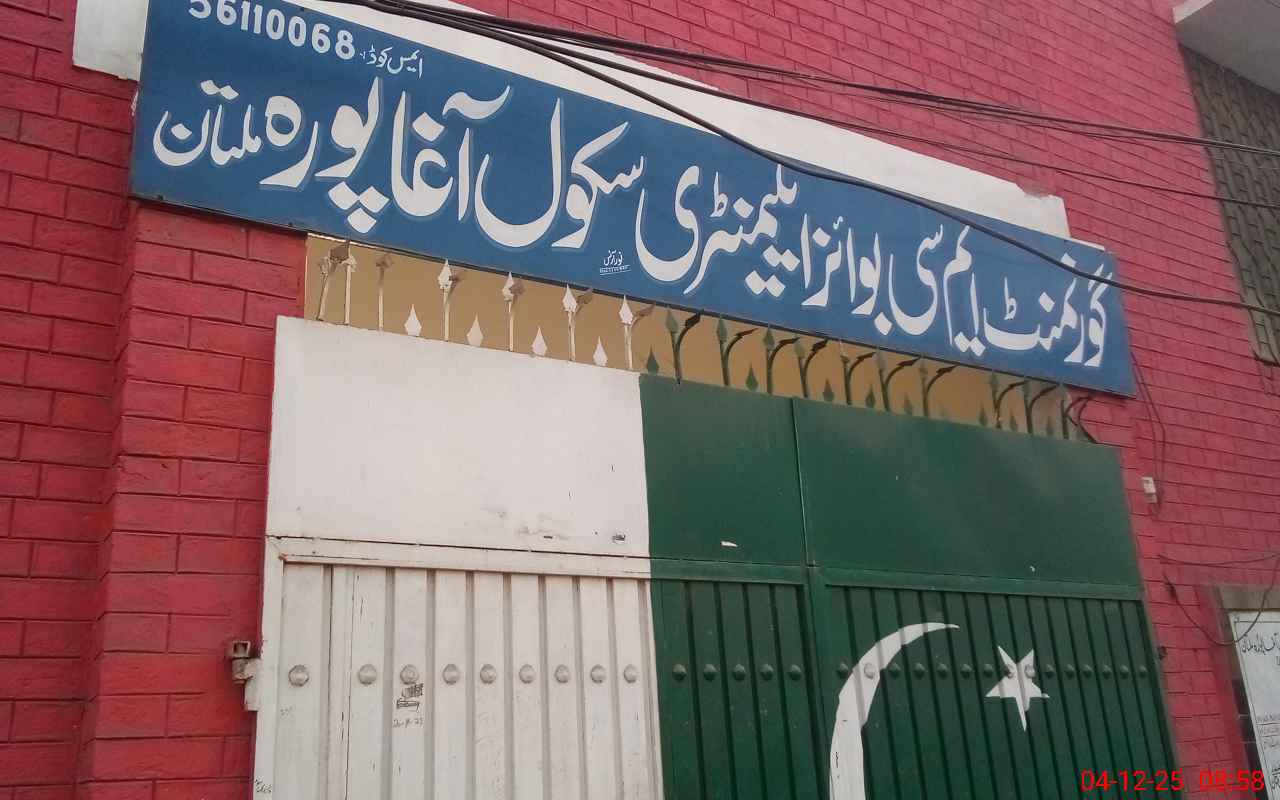 56110068 ایمس کوڈ:-
گورنمنٹ ایم سی بوائز ایلیمنٹری سکول آغا پورہ ملتان
04-12-25 08:58